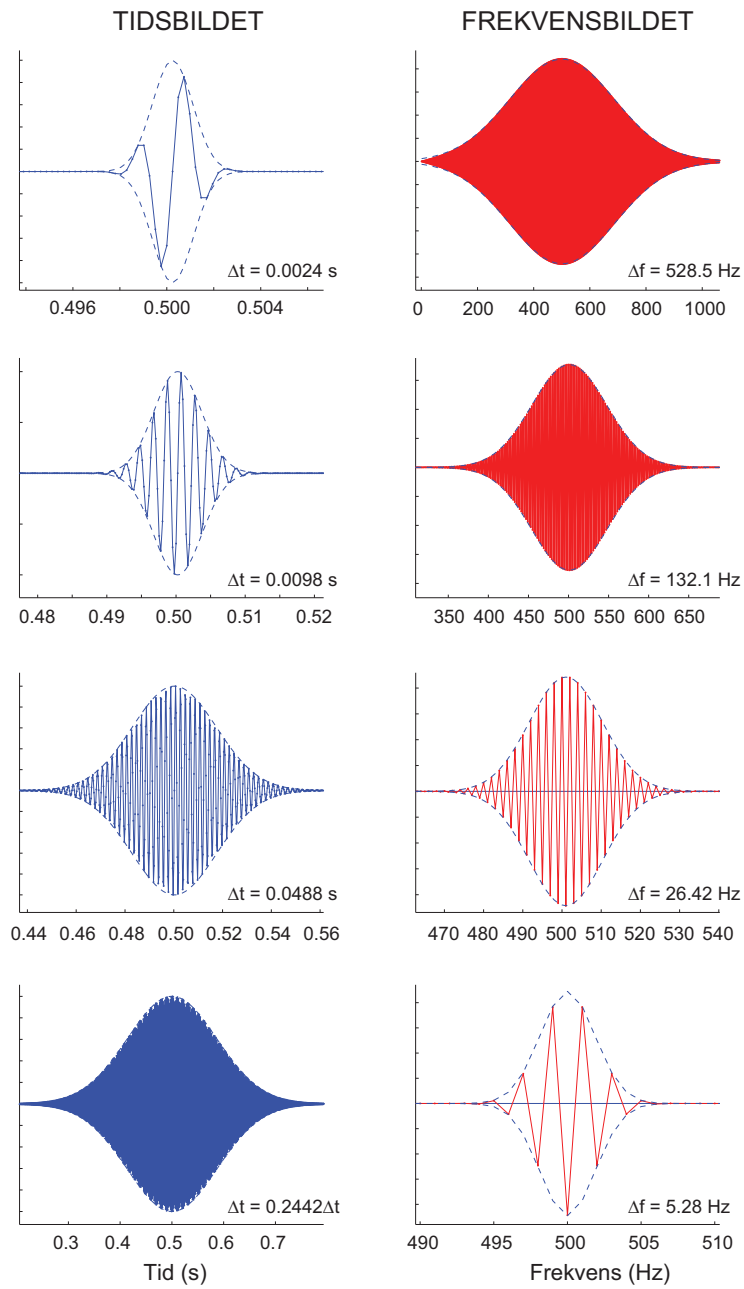 TIDSBILDET FREKVENSBILDET
Δt = 0.0024 s Δf = 528.5 Hz
0.496 0.500 0.504 0 200 400 600 800 1000
Δt = 0.0098 s Δf = 132.1 Hz
0.48 0.49 0.50 0.51 0.52 350 400 450 500 550 600 650
Δt = 0.0488 s Δf = 26.42 Hz
0.44 0.46 0.48 0.50 0.52 0.54 0.56 470 480 490 500 510 520 530 540
Δt = 0.2442Δt Δf = 5.28 Hz
0.3 0.5 0.7 490 495 500 505 510
Tid (s) Frekvens (Hz)